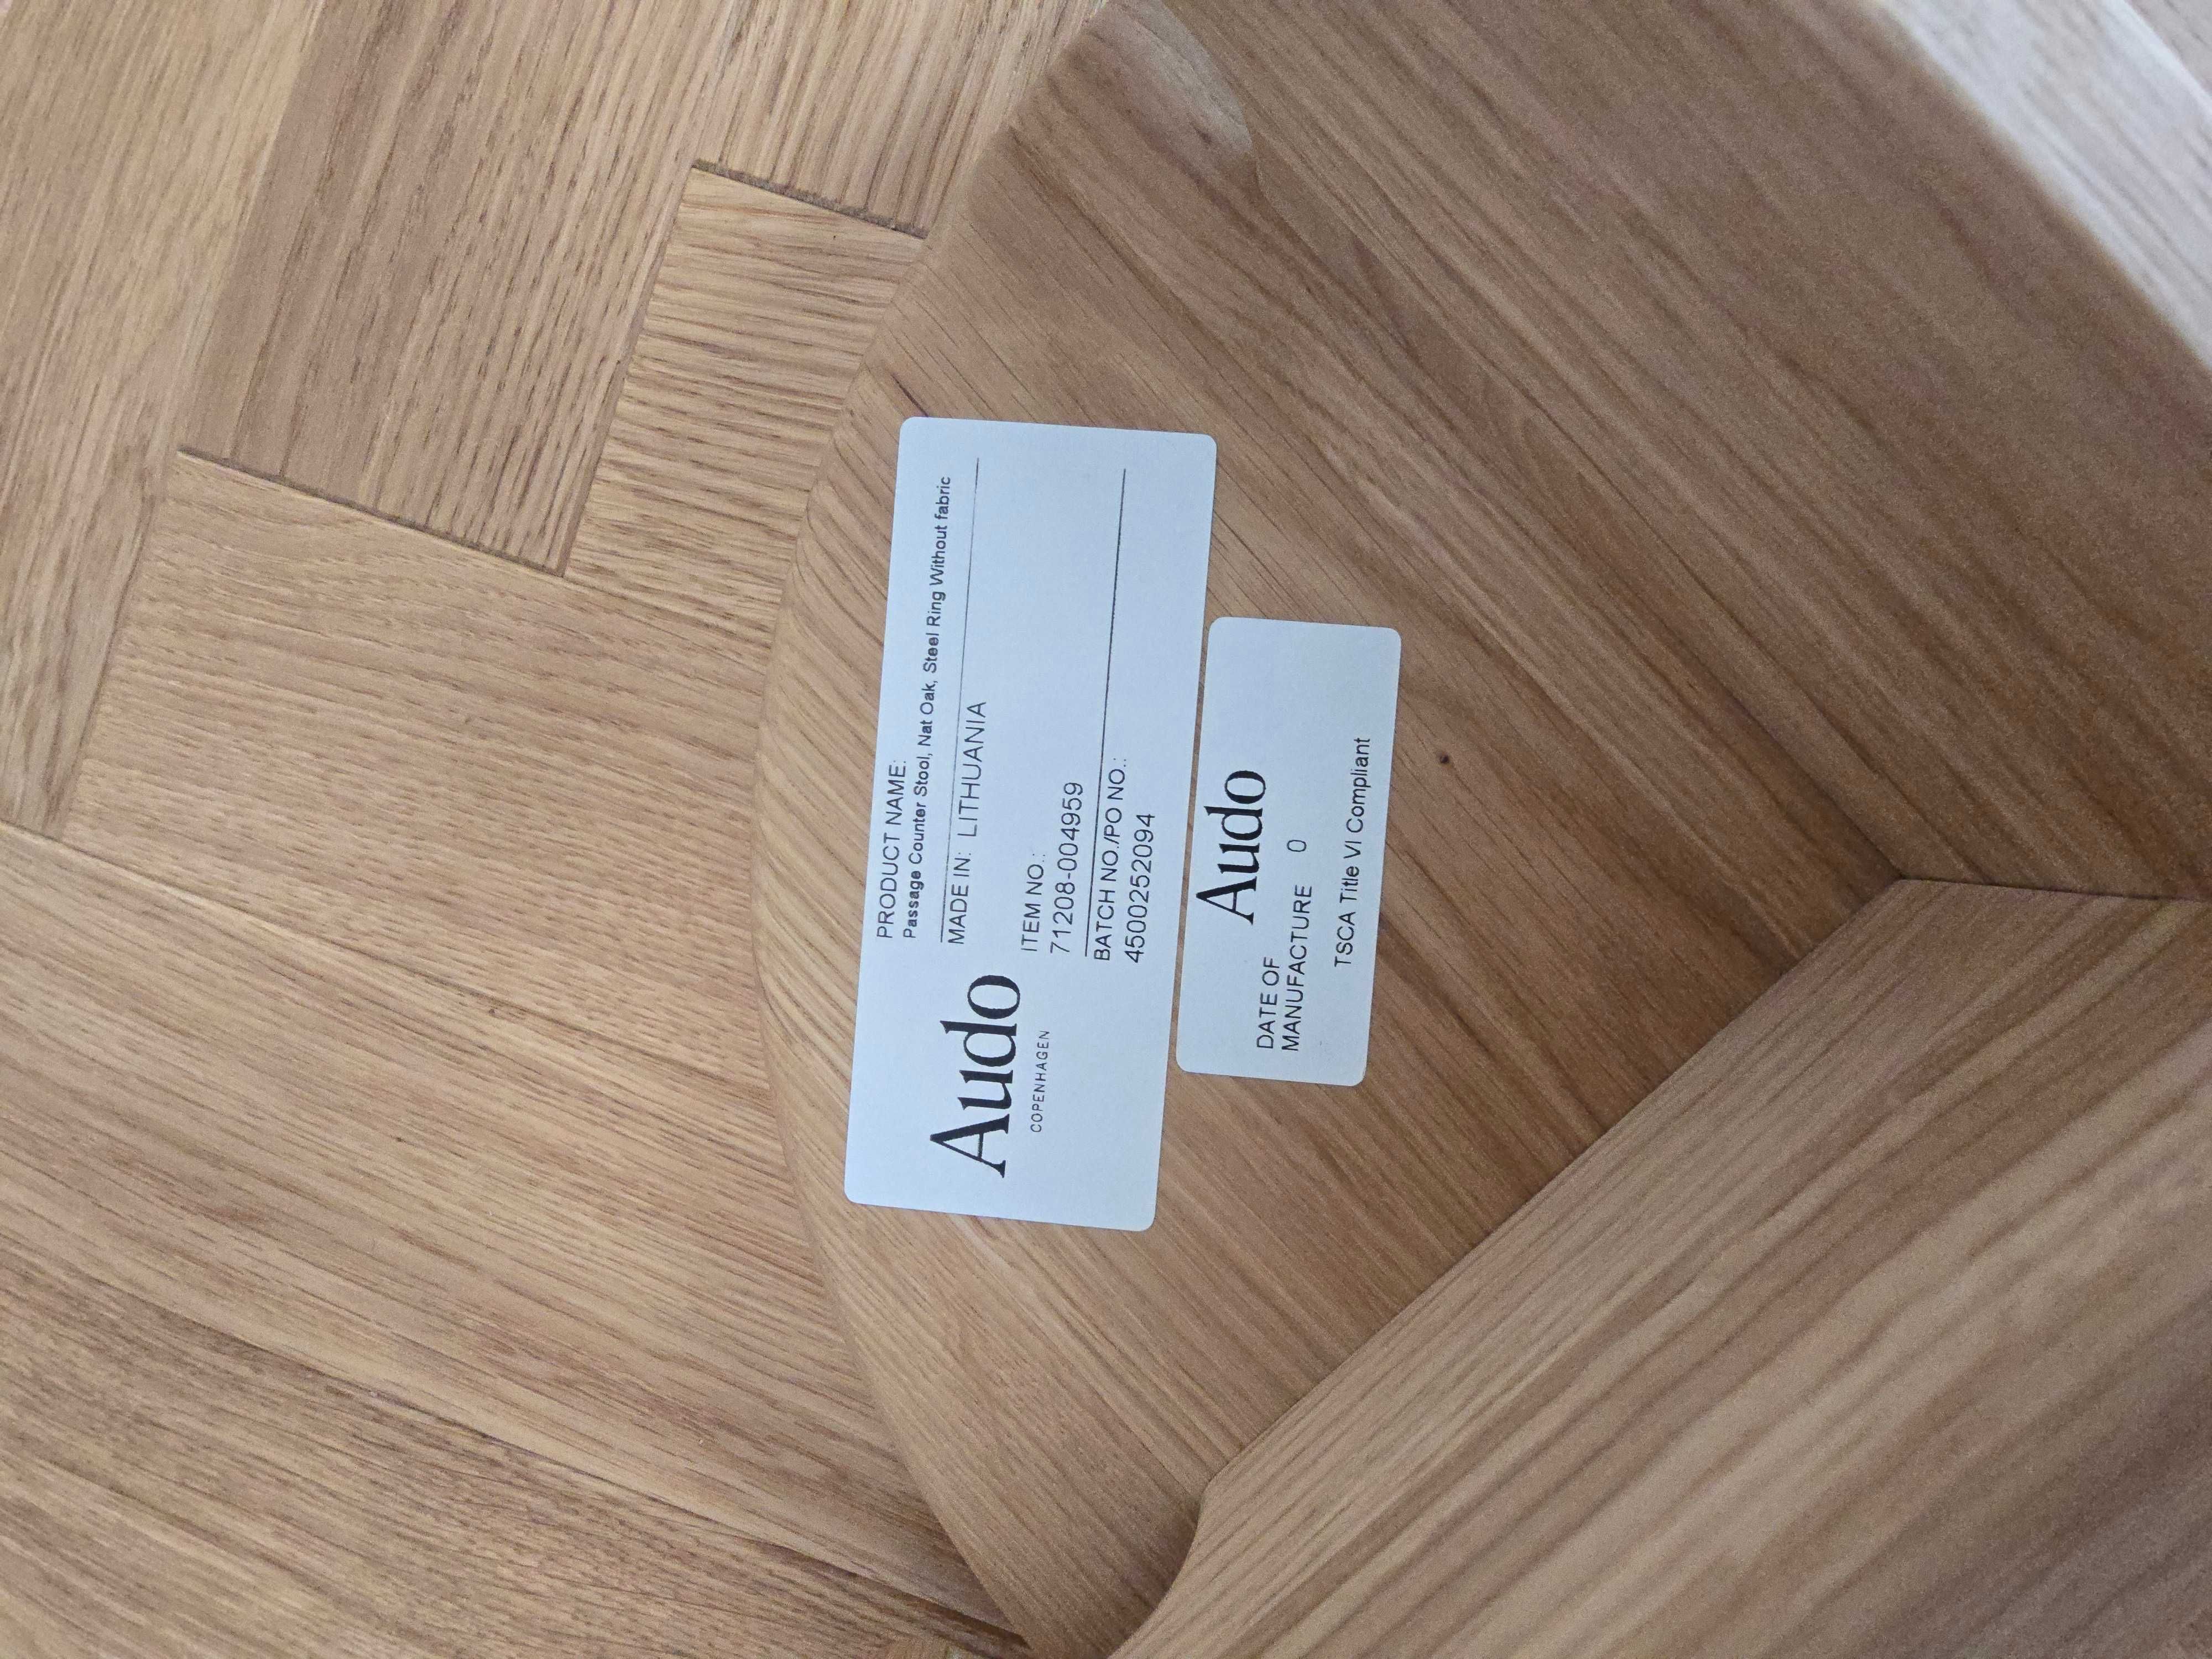 Audo
COPENHAGEN
PRODUCT NAME:
Passage Counter Stool, Nat Oak, Steel Ring Without fabric
MADE IN: LITHUANIA
ITEM NO.:
71208-004959
BATCH NO./PO NO.:
4500252094
Audo
DATE OF
MANUFACTURE 0
TSCA Title VI Compliant